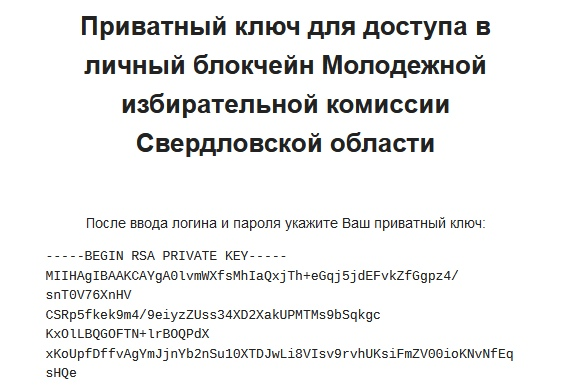 Приватный ключ для доступа в
личный блокчейн Молодежной
избирательной комиссии
Свердловской области
После ввода логина и пароля укажите Ваш приватный ключ:
-----BEGIN RSA PRIVATE KEY-----
MIIHAgIBAAKCAYgA0lvmWXfsMhIaQxjTh+eGqj5jdEFvkZfGgpz4/
snT0V76XnHV
CSRp5fkek9m4/9eiyzZUss34XD2XakUPMTMs9bSqkgc
KxOlLBQGOFTN+lrBOQPdX
xKoUpfDffvAgYmJjnYb2nSu10XTDJwLi8VIsv9rvhUKsiFmZV00ioKNvNfEq
sHQe